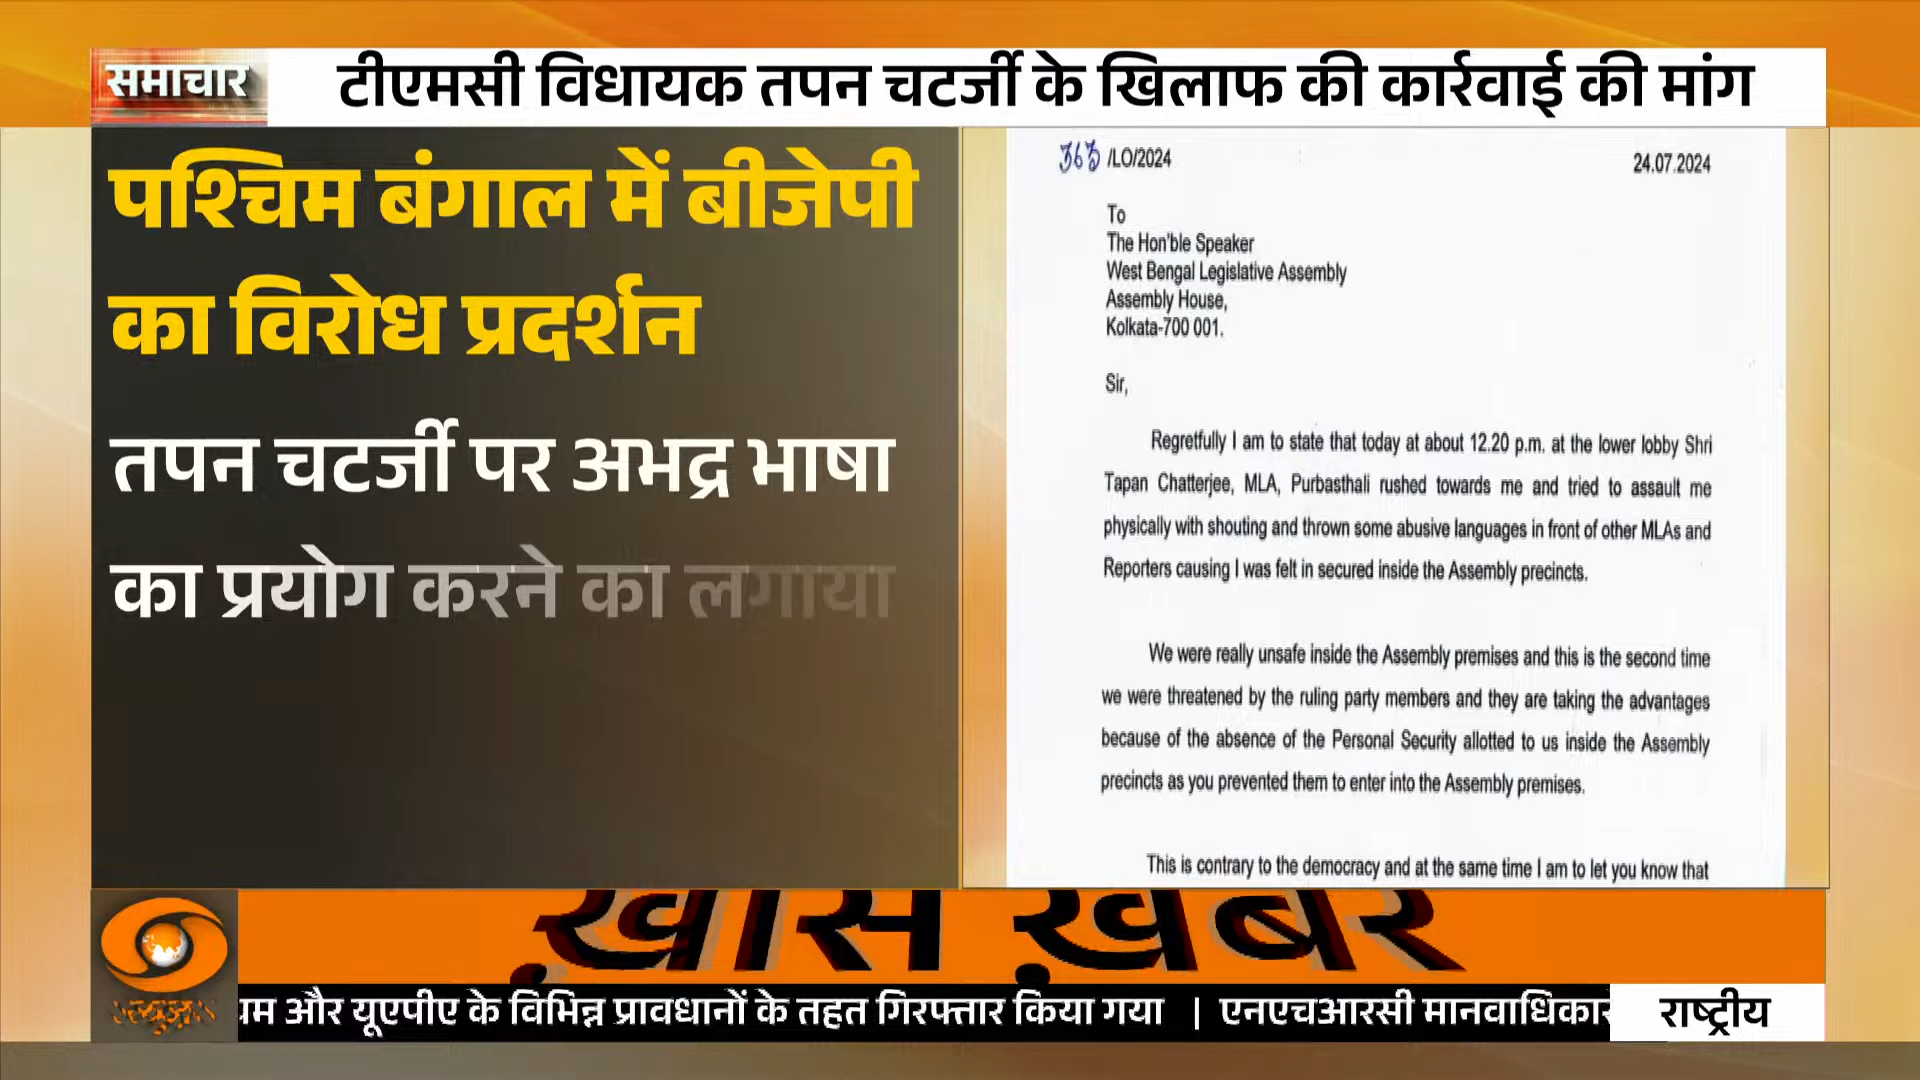 समाचार
टीएमसी विधायक तपन चटर्जी के खिलाफ की कार्रवाई की मांग
पश्चिम बंगाल में बीजेपी
का विरोध प्रदर्शन
तपन चटर्जी पर अभद्र भाषा
का प्रयोग करने का लगाया
363 /LO/2024
24.07.2024
To
The Hon'ble Speaker
West Bengal Legislative Assembly
Assembly House,
Kolkata-700 001.
Sir,
Regretfully I am to state that today at about 12.20 p.m. at the lower lobby Shri
Tapan Chatterjee, MLA, Purbasthali rushed towards me and tried to assault me
physically with shouting and thrown some abusive languages in front of other MLAs and
Reporters causing I was felt in secured inside the Assembly precincts.
We were really unsafe inside the Assembly premises and this is the second time
we were threatened by the ruling party members and they are taking the advantages
because of the absence of the Personal Security allotted to us inside the Assembly
precincts as you prevented them to enter into the Assembly premises.
This is contrary to the democracy and at the same time I am to let you know that
ख़ास ख़बर
और यूएपीए के विभिन्न प्रावधानों के तहत गिरफ्तार किया गया | एनएचआरसी मानवाधिकार
राष्ट्रीय